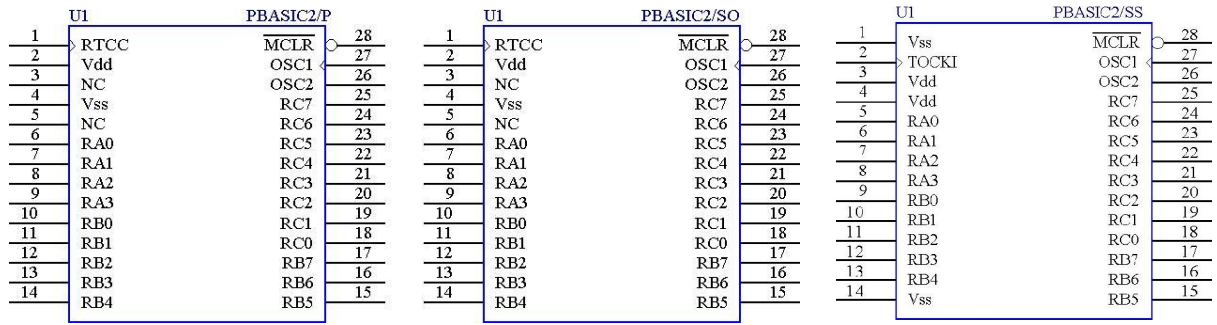 U1 PBASIC2/P
1 RTCC MCLR 28
2 Vdd OSC1 27
3 NC OSC2 26
4 Vss RC7 25
5 NC RC6 24
6 RA0 RC5 23
7 RA1 RC4 22
8 RA2 RC3 21
9 RA3 RC2 20
10 RB0 RC1 19
11 RB1 RC0 18
12 RB2 RB7 17
13 RB3 RB6 16
14 RB4 RB5 15
U1 PBASIC2/SO
1 RTCC MCLR 28
2 Vdd OSC1 27
3 NC OSC2 26
4 Vss RC7 25
5 NC RC6 24
6 RA0 RC5 23
7 RA1 RC4 22
8 RA2 RC3 21
9 RA3 RC2 20
10 RB0 RC1 19
11 RB1 RC0 18
12 RB2 RB7 17
13 RB3 RB6 16
14 RB4 RB5 15
U1 PBASIC2/SS
1 Vss MCLR 28
2 TOCKI OSC1 27
3 Vdd OSC2 26
4 Vdd RC7 25
5 RA0 RC6 24
6 RA1 RC5 23
7 RA2 RC4 22
8 RA3 RC3 21
9 RB0 RC2 20
10 RB1 RC1 19
11 RB2 RC0 18
12 RB3 RB7 17
13 RB4 RB6 16
14 Vss RB5 15